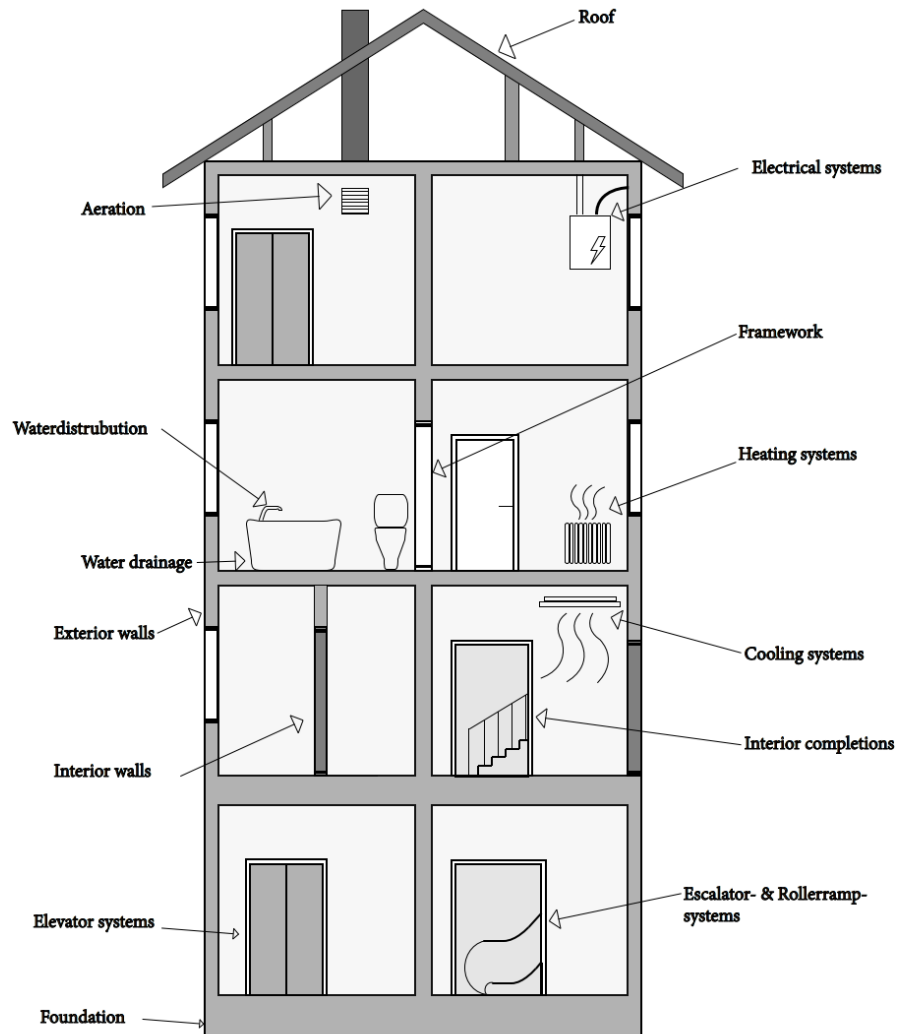 Roof
Electrical systems
Aeration
Framework
Waterdistrubution
Heating systems
Water drainage
Exterior walls
Cooling systems
Interior completions
Interior walls
Escalator- & Rollerramp-
systems
Elevator systems
Foundation